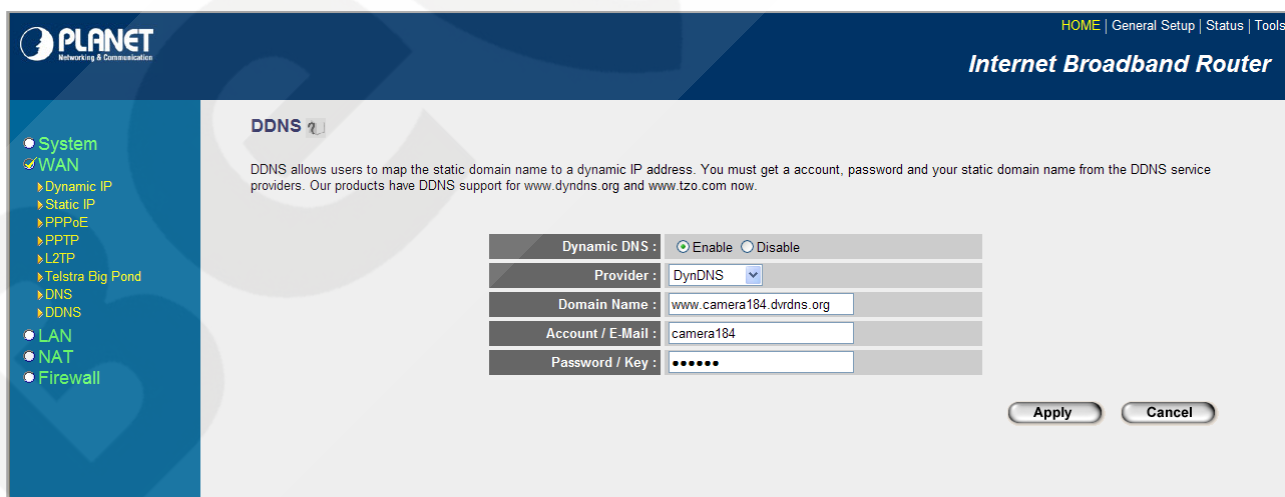 PLANET
Networking & Communication
HOME | General Setup | Status | Tools
Internet Broadband Router
System
WAN
Dynamic IP
Static IP
PPPoE
PPTP
L2TP
Telstra Big Pond
DNS
DDNS
LAN
NAT
Firewall
DDNS
DDNS allows users to map the static domain name to a dynamic IP address. You must get a account, password and your static domain name from the DDNS service
providers. Our products have DDNS support for www.dyndns.org and www.tzo.com now.
Dynamic DNS : Enable Disable
Provider : DynDNS
Domain Name : www.camera184.dvrdns.org
Account / E-Mail : camera184
Password / Key : ●●●●●●
Apply Cancel